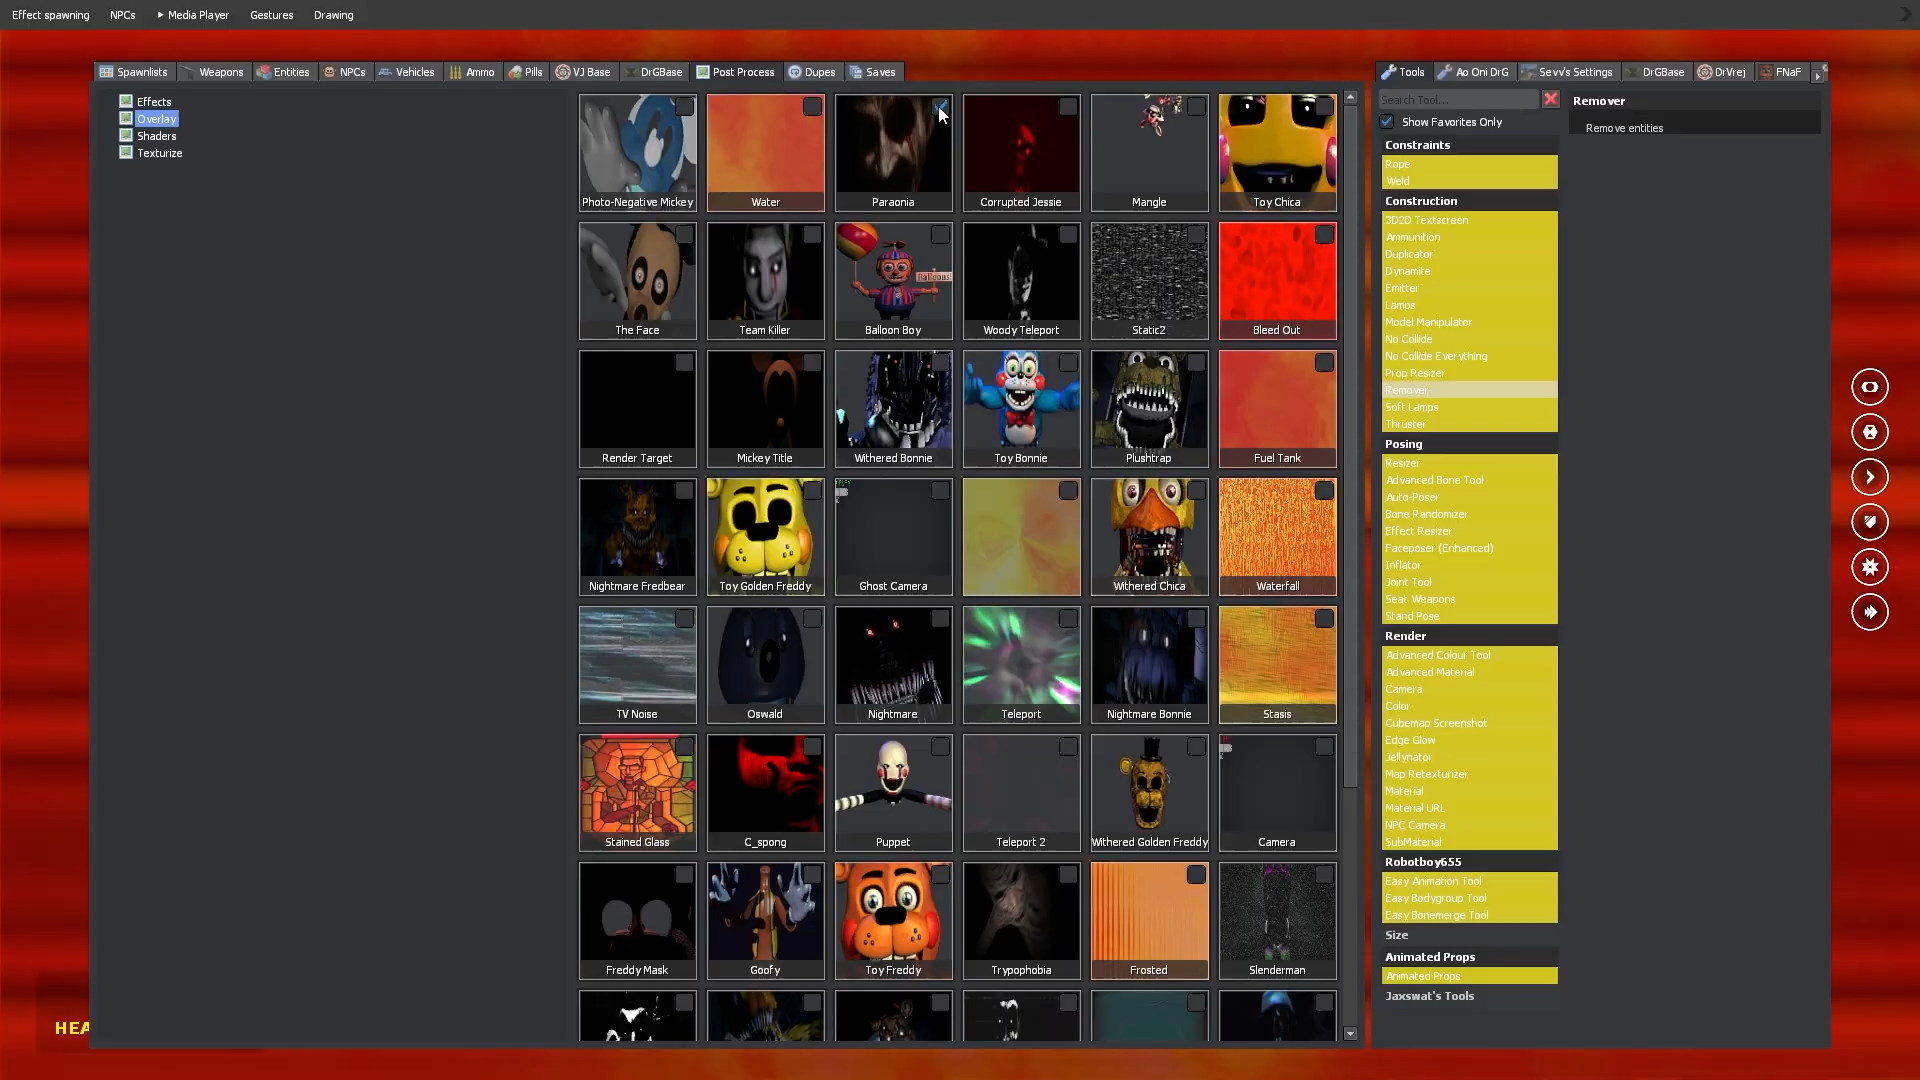 Effect spawning NPCs Media Player Gestures Drawing
Spawnlists Weapons Entities NPCs Vehicles Ammo Pills VJ Base DrGBase Post Process Dupes Saves
Effects
Overlay
Shaders
Texturize
Photo-Negative Mickey Water Paraonia Corrupted Jessie Mangle Toy Chica
Balloons!
The Face Team Killer Balloon Boy Woody Teleport Static2 Bleed Out
Render Target Mickey Title Withered Bonnie Toy Bonnie Plushtrap Fuel Tank
Nightmare Fredbear Toy Golden Freddy Ghost Camera Withered Chica Waterfall
TV Noise Oswald Nightmare Teleport Nightmare Bonnie Stasis
Stained Glass C_spong Puppet Teleport 2 Withered Golden Freddy Camera
Freddy Mask Goofy Toy Freddy Trypophobia Frosted Slenderman
HEA
Tools Ao Oni DrG Sevv's Settings DrGBase DrVrej FNaF
Search Tool...
Show Favorites Only
Constraints
Rope
Weld
Construction
3D2D Textscreen
Ammunition
Duplicator
Dynamite
Emitter
Lamps
Model Manipulator
No Collide
No Collide Everything
Prop Resizer
Remover
Soft Lamps
Thruster
Posing
Resizer
Advanced Bone Tool
Auto-Poser
Bone Randomizer
Effect Resizer
Faceposer (Enhanced)
Inflator
Joint Tool
Seat Weapons
Stand Pose
Render
Advanced Colour Tool
Advanced Material
Camera
Color
Cubemap Screenshot
Edge Glow
Jellynator
Map Retexturizer
Material
Material URL
NPC Camera
SubMaterial
Robotboy655
Easy Animation Tool
Easy Bodygroup Tool
Easy Bonemerge Tool
Size
Animated Props
Animated Props
Jaxswat's Tools
Remover
Remove entities